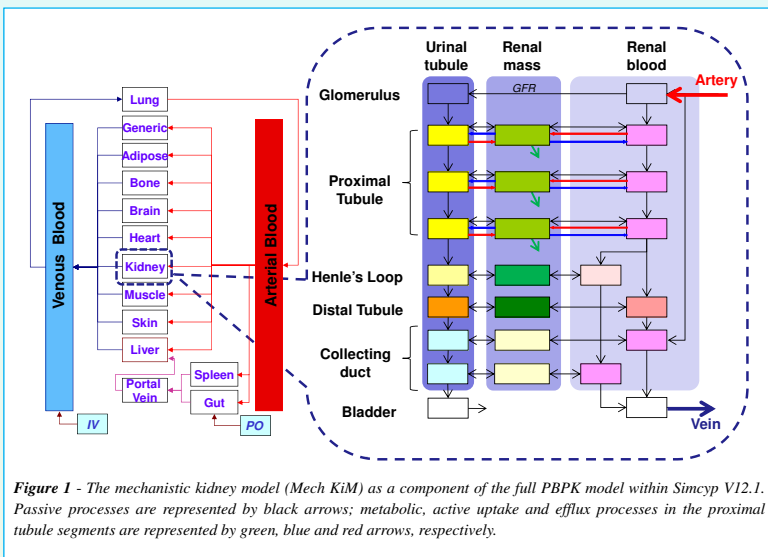 Urinal
tubule
Renal
mass
Renal
blood
Artery
GFR
Glomerulus
Proximal
Tubule
Henle's Loop
Distal Tubule
Collecting
duct
Bladder
Vein
Lung
Generic
Adipose
Bone
Brain
Heart
Kidney
Muscle
Skin
Liver
Portal
Vein
Spleen
Gut
Venous Blood
Arterial Blood
IV
PO
Figure 1 - The mechanistic kidney model (Mech KiM) as a component of the full PBPK model within Simcyp V12.1.
Passive processes are represented by black arrows; metabolic, active uptake and efflux processes in the proximal
tubule segments are represented by green, blue and red arrows, respectively.